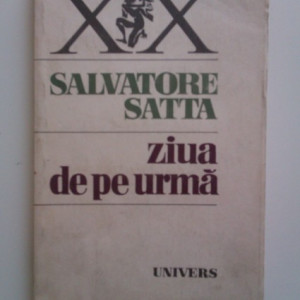 XX
SALVATORE
SATTA
ziua
de pe urmă
UNIVERS